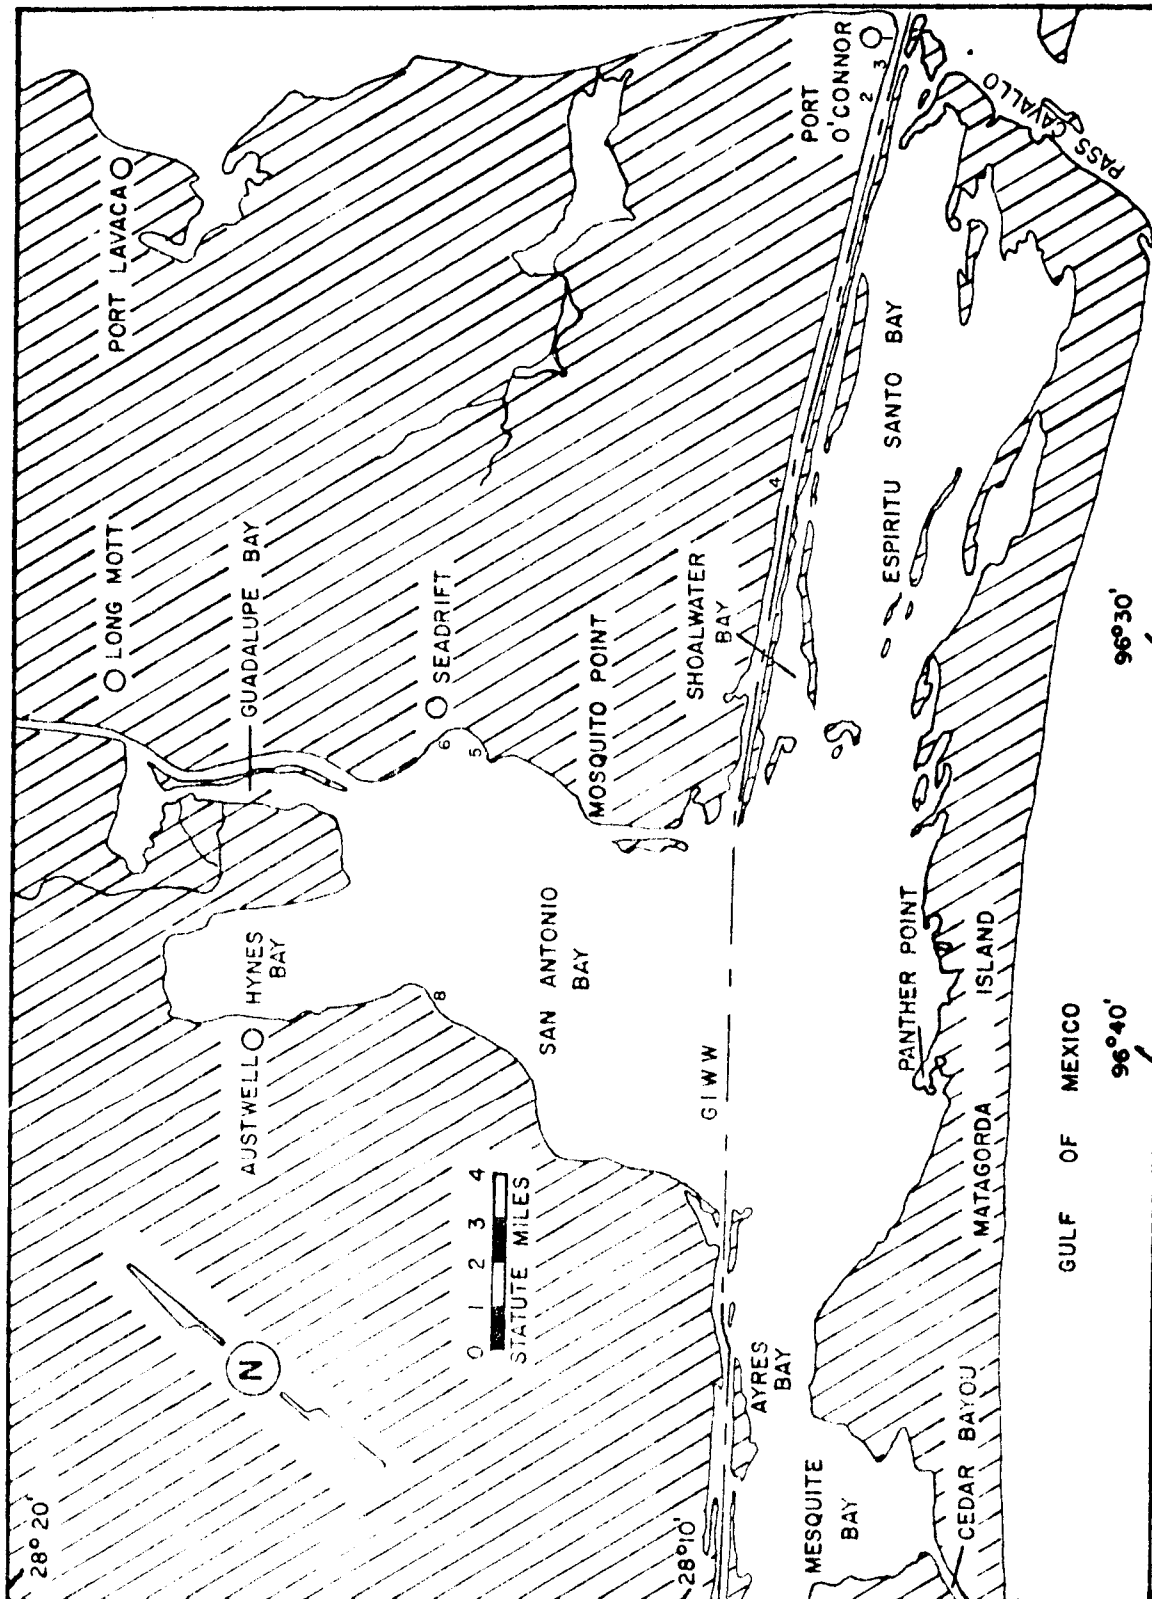 28° 20'
N
0 1 2 3 4
STATUTE MILES
AUSTWELL
HYNES
BAY
GUADALUPE BAY
LONG MOTT
PORT LAVACA
8
SAN ANTONIO
BAY
SEADRIFT
6
5
MOSQUITO POINT
SHOALWATER
BAY
4
PORT
O'CONNOR
2
3
28° 10'
GIWW
AYRES
BAY
MESQUITE
BAY
CEDAR BAYOU
PANTHER POINT
ESPIRITU SANTO BAY
PASS CAVALLO
MATAGORDA ISLAND
GULF OF MEXICO
96° 40'
96° 30'